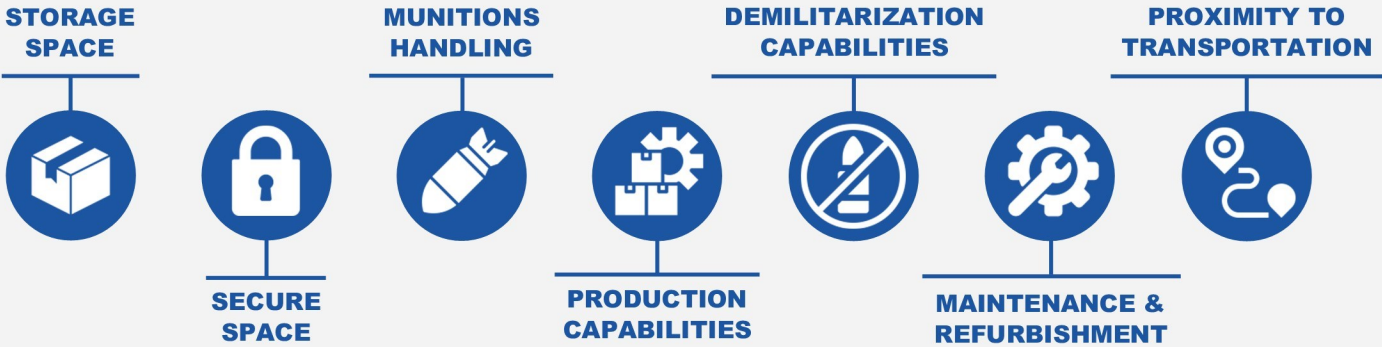 STORAGE
SPACE
SECURE
SPACE
MUNITIONS
HANDLING
PRODUCTION
CAPABILITIES
DEMILITARIZATION
CAPABILITIES
MAINTENANCE &
REFURBISHMENT
PROXIMITY TO
TRANSPORTATION